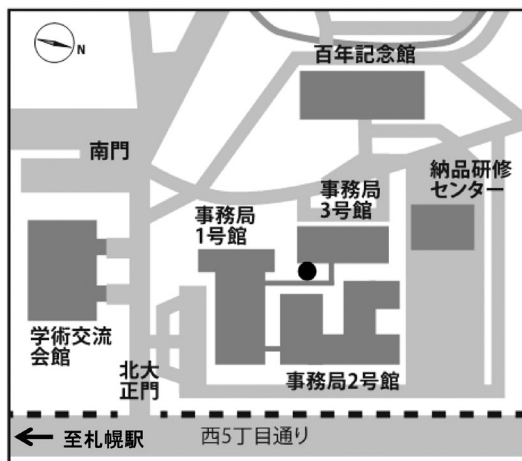 N
百年記念館
南門
納品研修
センター
事務局
3号館
事務局
1号館
学術交流
会館
北大
正門
事務局2号館
至札幌駅
西5丁目通り